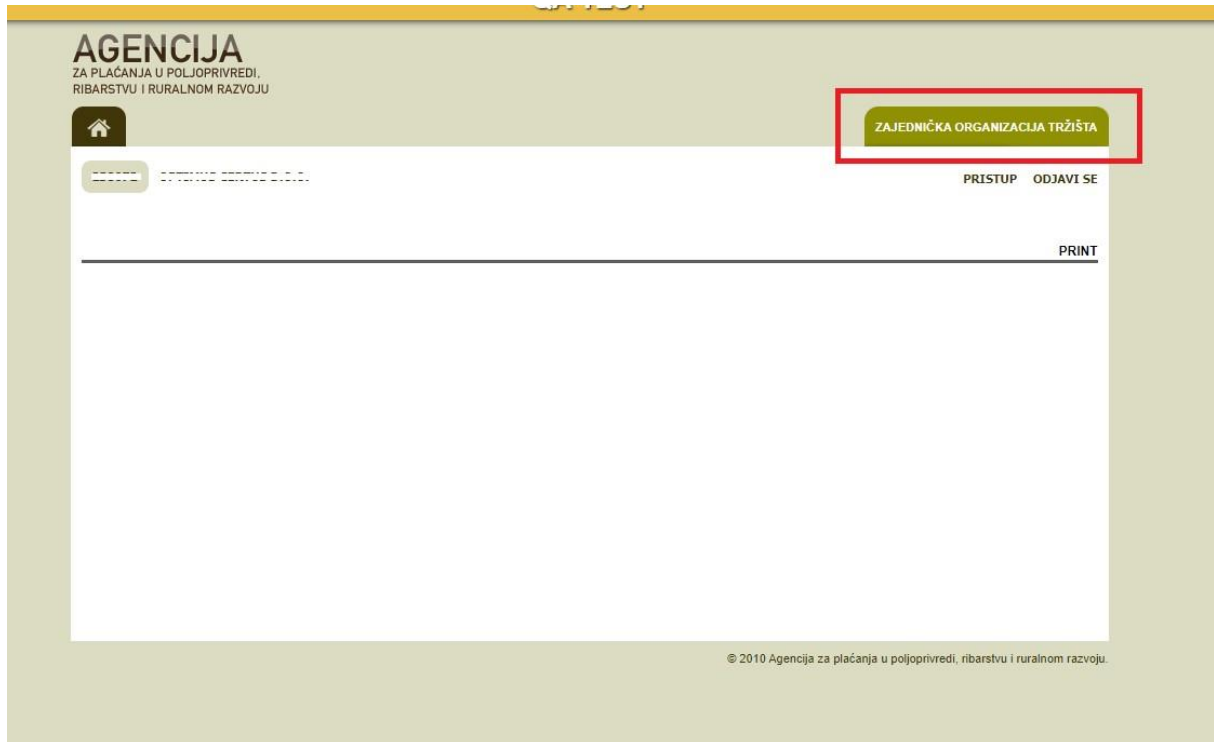 AGENCIJA
ZA PLAĆANJA U POLJOPRIVREDI,
RIBARSTVU I RURALNOM RAZVOJU
ZAJEDNIČKA ORGANIZACIJA TRŽIŠTA
PRISTUP ODJAVI SE
PRINT
© 2010 Agencija za plaćanja u poljoprivredi, ribarstvu i ruralnom razvoju.